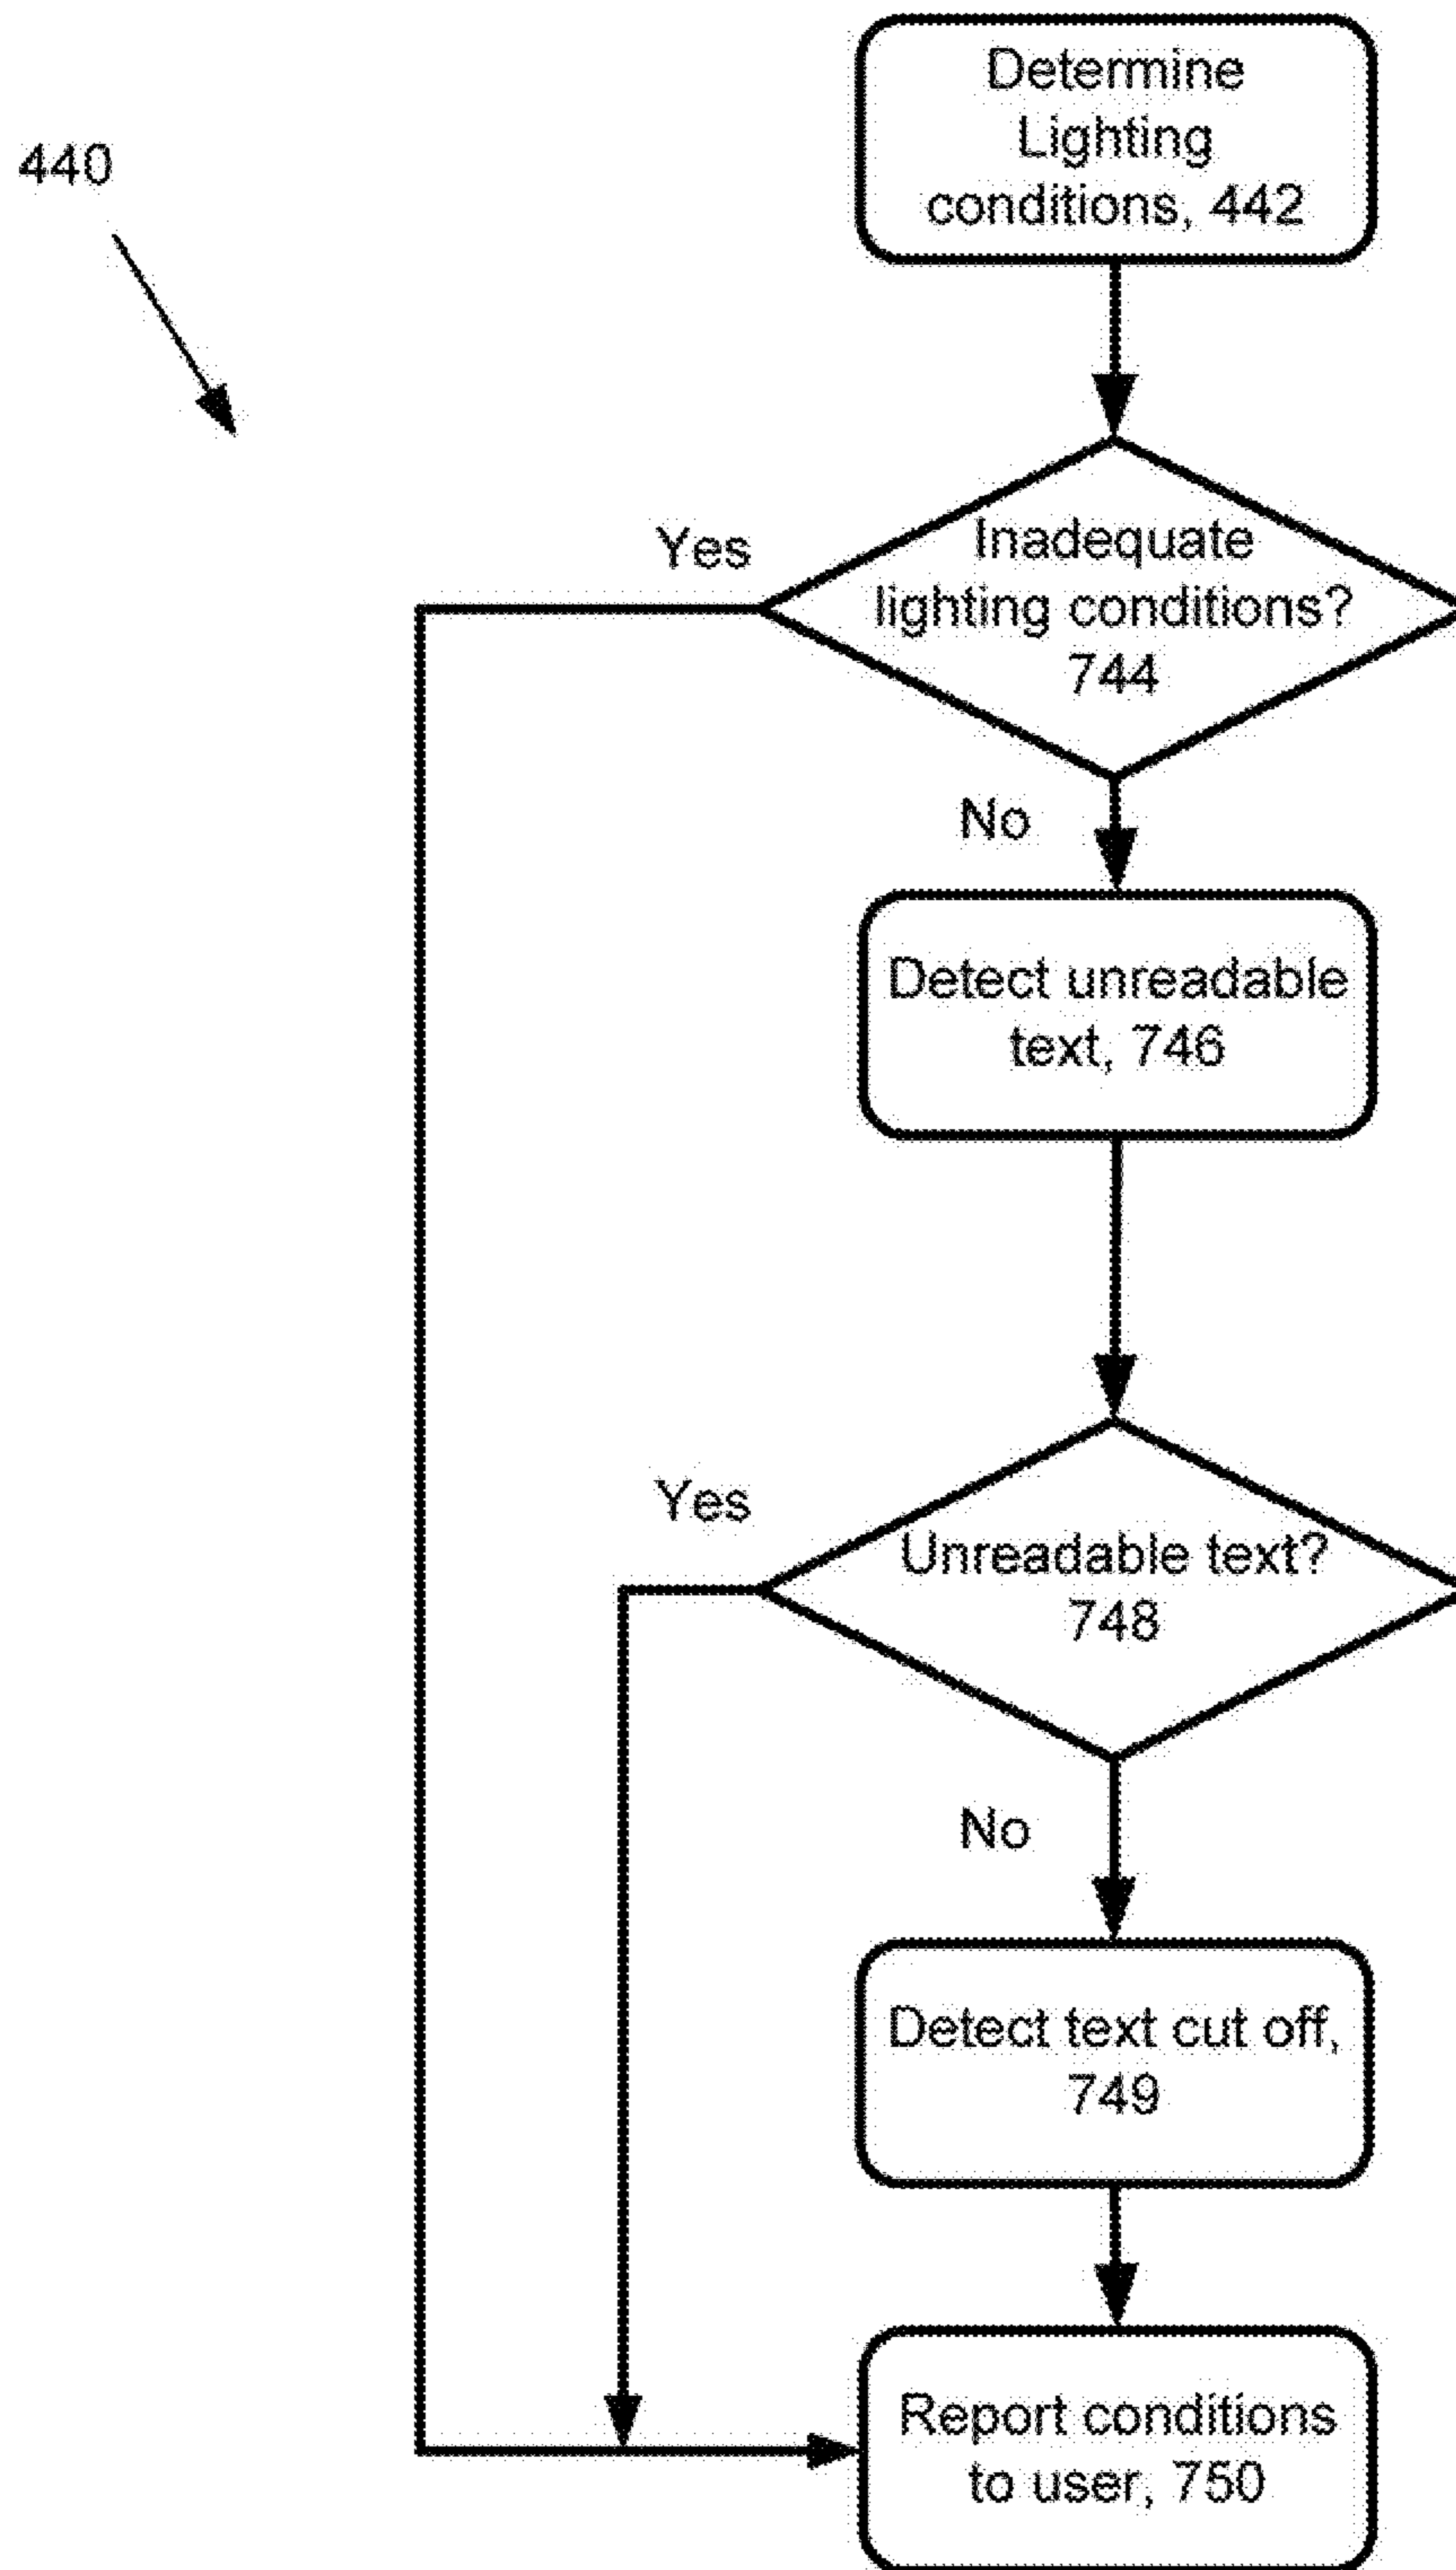 440
Determine
Lighting
conditions, 442
Yes
Inadequate
lighting conditions?
744
No
Detect unreadable
text, 746
Yes
Unreadable text?
748
No
Detect text cut off,
749
Report conditions
to user, 750